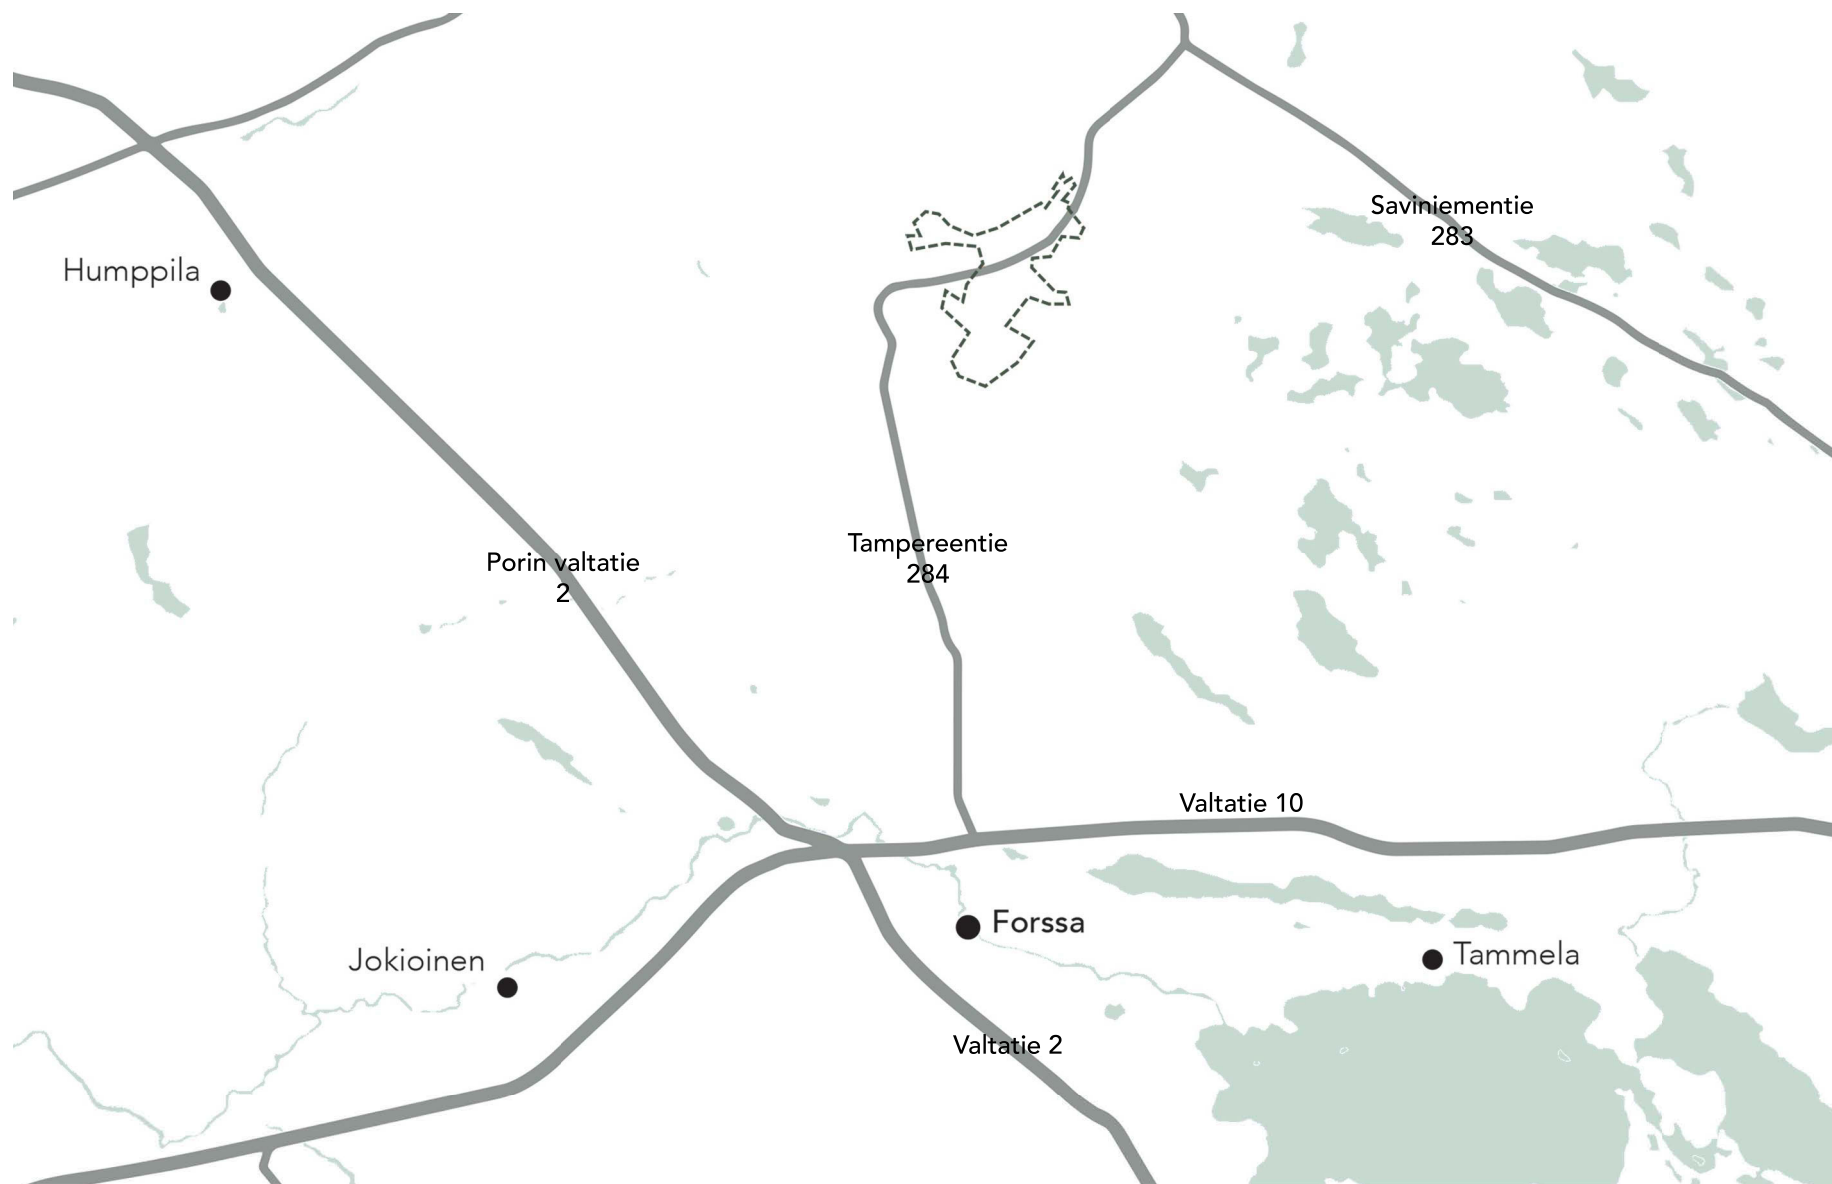 Saviniementie
283
Humppila
Porin valtatie
2
Tampereentie
284
Valtatie 10
Forssa
Jokioinen
Tammela
Valtatie 2